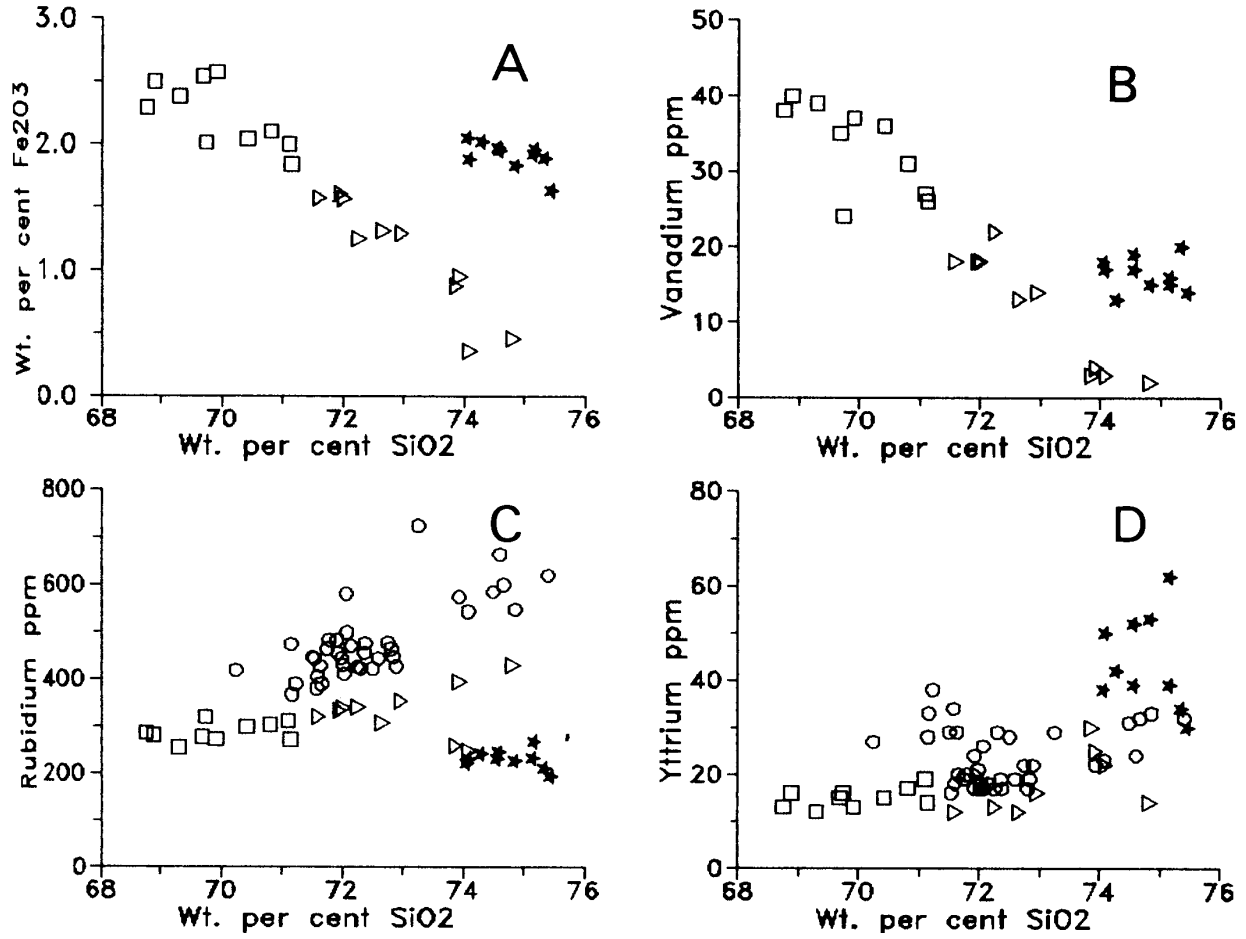 A
Wt. per cent Fe2O3
3.0
2.0
1.0
0.0
68 70 72 74 76
Wt. per cent SiO2
B
Vanadium ppm
50
40
30
20
10
0
68 70 72 74 76
Wt. per cent SiO2
C
Rubidium ppm
800
600
400
200
0
68 70 72 74 76
Wt. per cent SiO2
D
Yttrium ppm
80
60
40
20
0
68 70 72 74 76
Wt. per cent SiO2